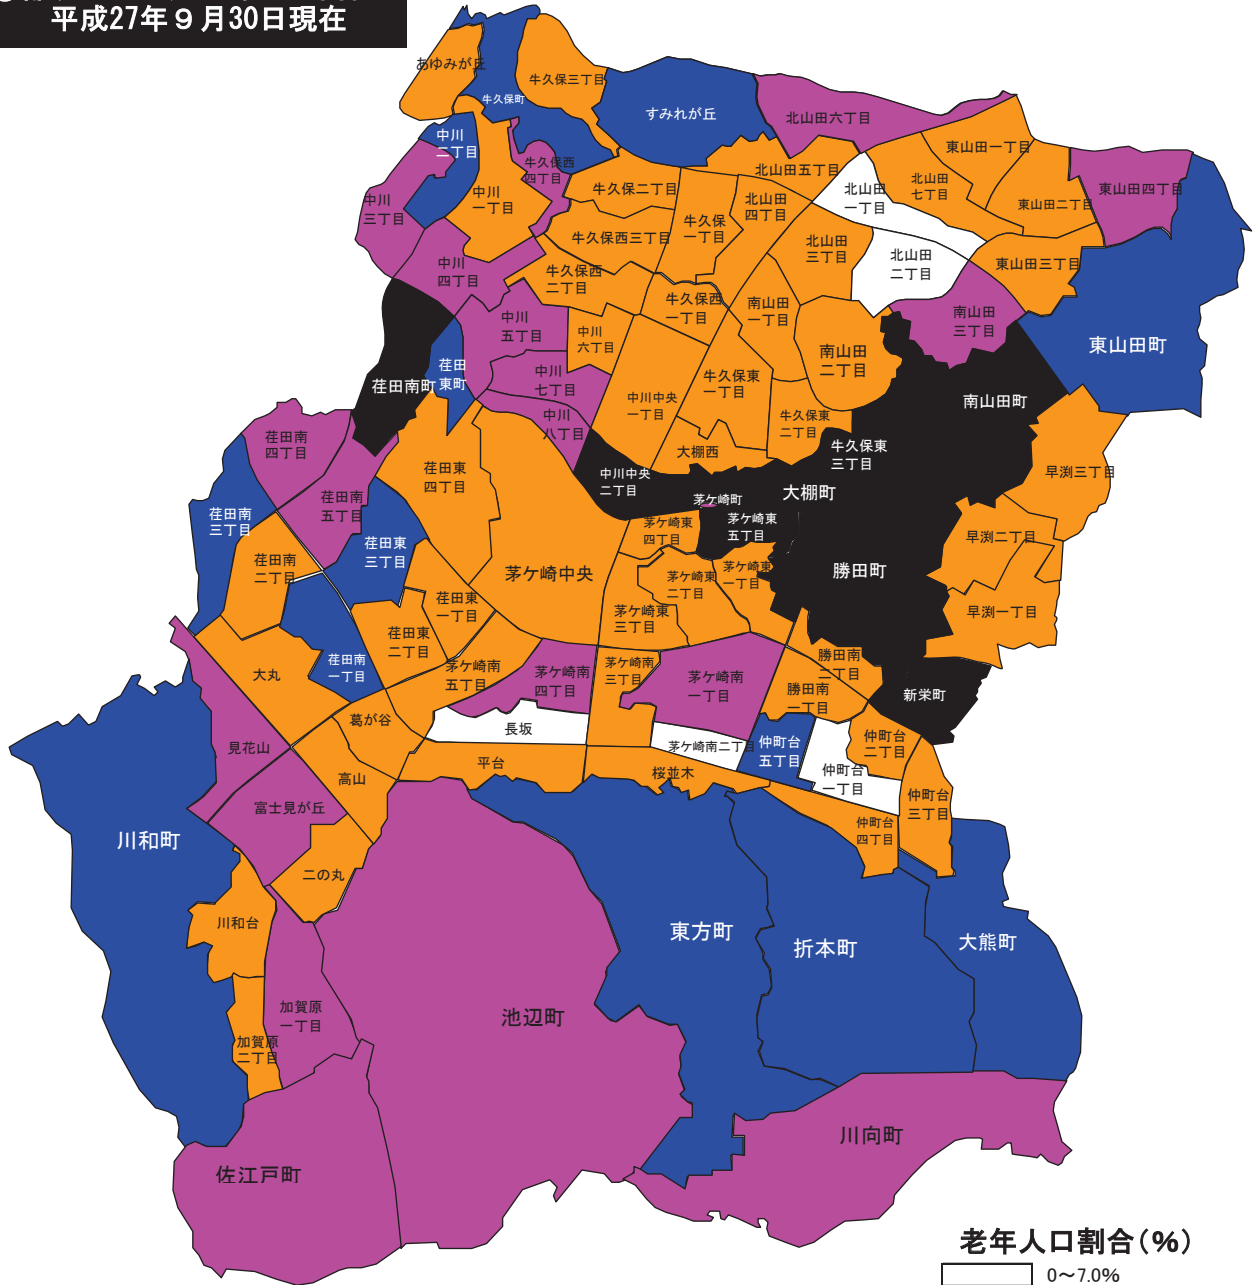 平成27年９月30日現在
あゆみが丘
牛久保三丁目
牛久保町
すみれが丘
北山田六丁目
中川
二丁目
牛久保西
四丁目
北山田五丁目
東山田一丁目
北山田
七丁目
東山田四丁目
東山田二丁目
中川
三丁目
中川
一丁目
牛久保二丁目
北山田
四丁目
北山田
一丁目
牛久保
一丁目
牛久保西三丁目
北山田
三丁目
北山田
二丁目
東山田三丁目
中川
四丁目
牛久保西
二丁目
牛久保西
一丁目
南山田
一丁目
南山田
三丁目
中川
五丁目
中川
六丁目
南山田
二丁目
東山田町
荏田
東町
荏田南町
中川
七丁目
牛久保東
一丁目
南山田町
中川中央
一丁目
中川
八丁目
牛久保東
二丁目
荏田南
四丁目
大棚西
牛久保東
三丁目
荏田東
四丁目
中川中央
二丁目
早渕三丁目
大棚町
茅ケ崎町
荏田南
五丁目
荏田南
三丁目
茅ケ崎東
四丁目
茅ケ崎東
五丁目
早渕二丁目
荏田東
三丁目
荏田南
二丁目
茅ケ崎中央
茅ケ崎東
一丁目
勝田町
茅ケ崎東
二丁目
荏田東
一丁目
茅ケ崎東
三丁目
早渕一丁目
荏田東
二丁目
荏田南
一丁目
大丸
茅ケ崎南
五丁目
茅ケ崎南
四丁目
茅ケ崎南
三丁目
茅ケ崎南
一丁目
勝田南
二丁目
勝田南
一丁目
新栄町
葛が谷
長坂
見花山
茅ケ崎南二丁目
仲町台
五丁目
仲町台
二丁目
平台
桜並木
高山
仲町台
一丁目
仲町台
三丁目
富士見が丘
川和町
仲町台
四丁目
二の丸
川和台
東方町
折本町
大熊町
加賀原
一丁目
池辺町
加賀原
二丁目
川向町
佐江戸町
老年人口割合(％)
0～7.0%